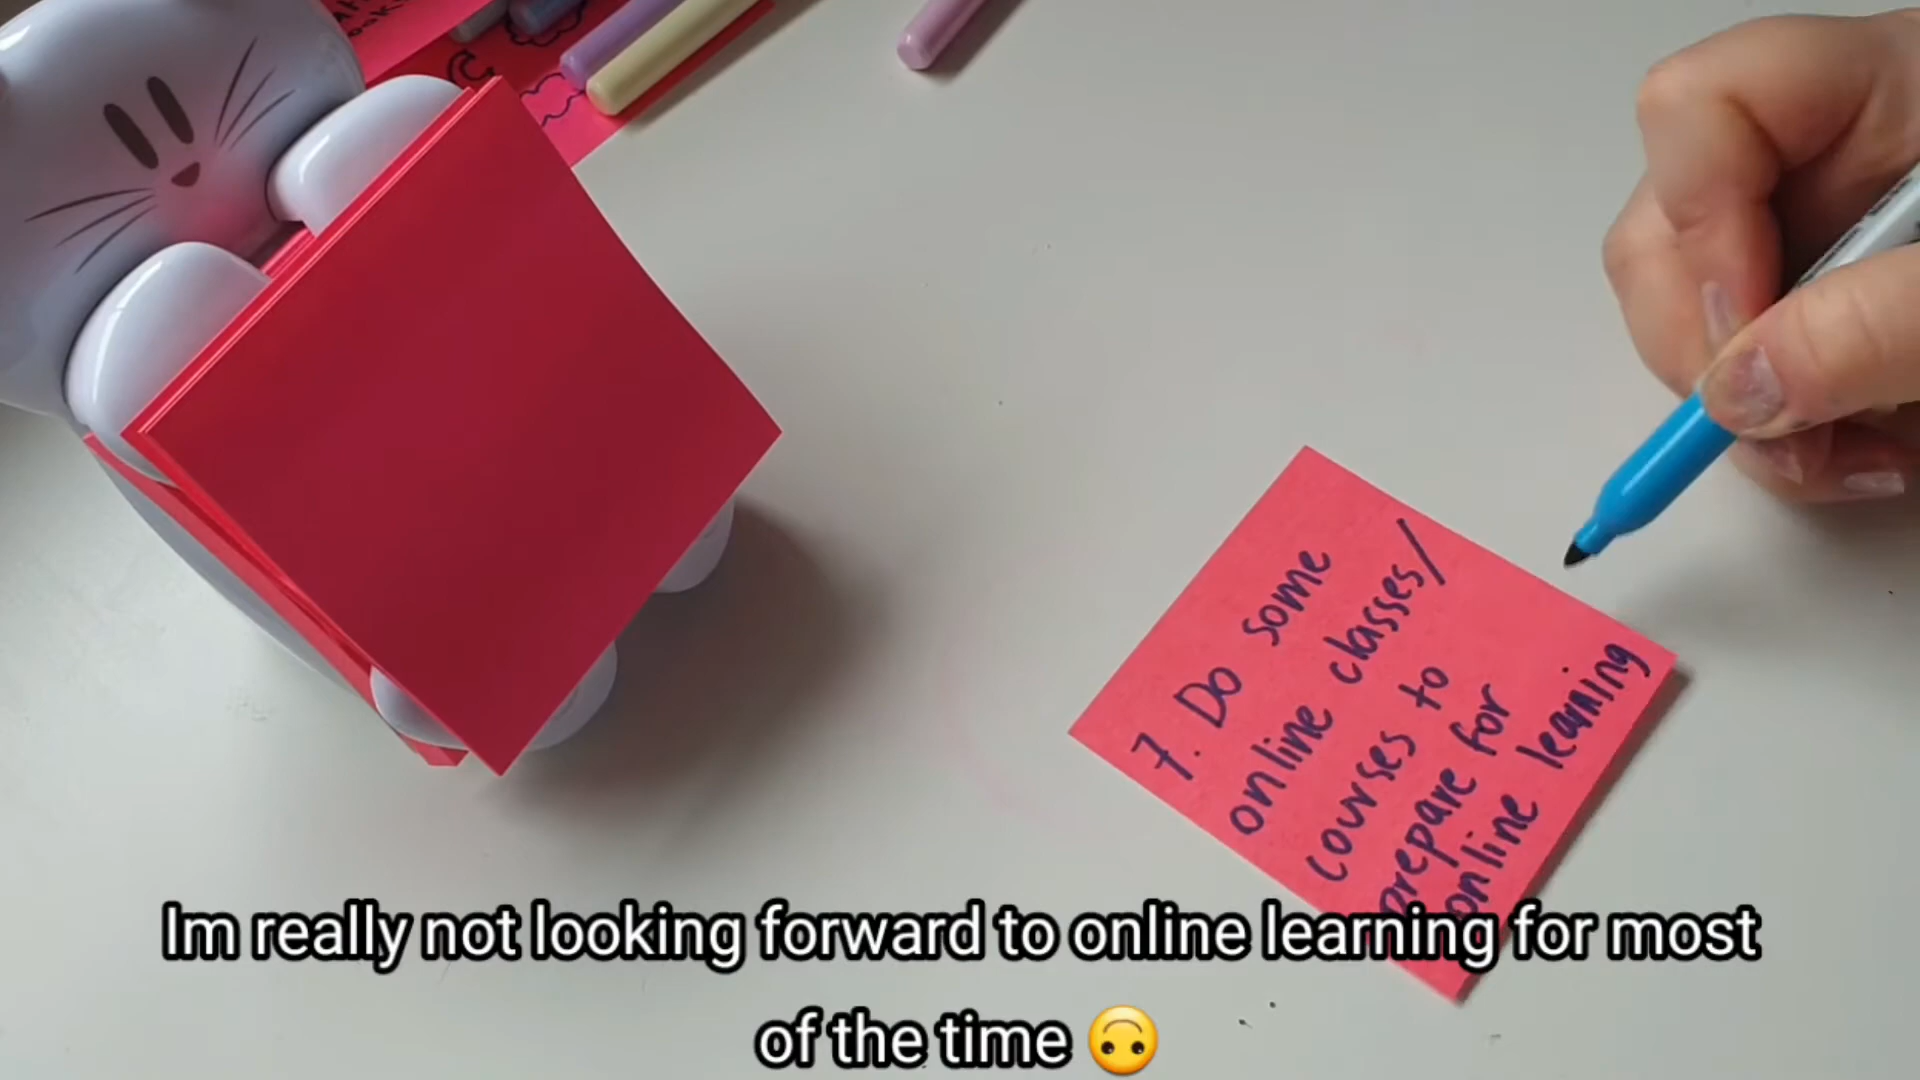 7. Do some
online classes/
courses to
prepare for
online learning
Im really not looking forward to online learning for most
of the time 🙃